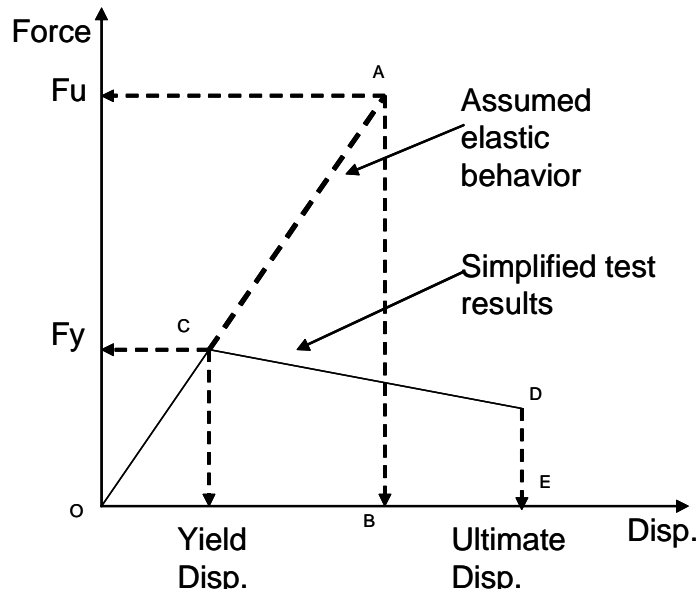 Force
A
Fu
Assumed
elastic
behavior
Simplified test
results
C
Fy
D
E
O
B
Disp.
Yield
Disp.
Ultimate
Disp.